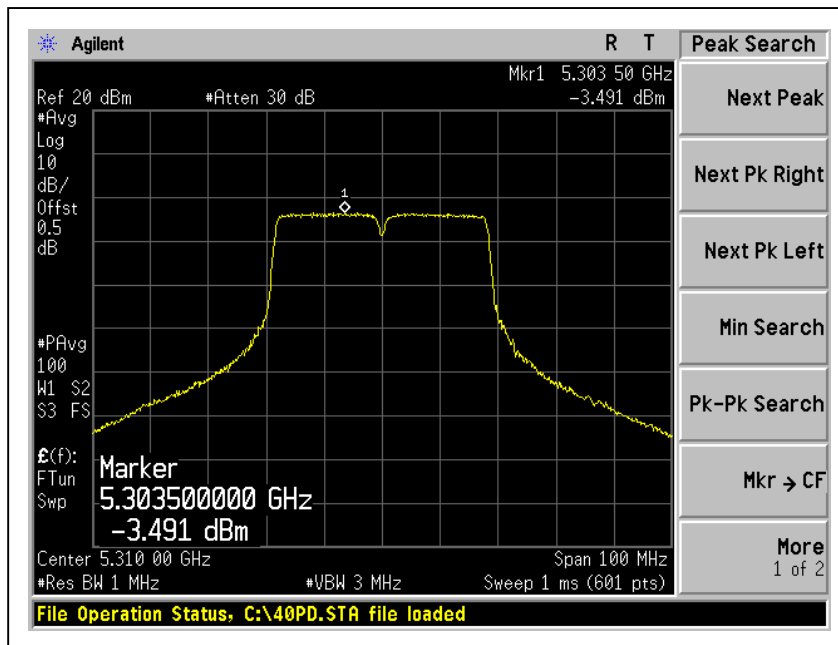 Agilent R T
Peak Search
Mkr1 5.303 50 GHz
Ref 20 dBm #Atten 30 dB -3.491 dBm
#Avg
Log
10
dB/
Offst
0.5
dB
1
#PAvg
100
W1 S2
S3 FS
£(f):
FTun
Swp
Marker
5.303500000 GHz
-3.491 dBm
Center 5.310 00 GHz Span 100 MHz
#Res BW 1 MHz #VBW 3 MHz Sweep 1 ms (601 pts)
File Operation Status, C:\40PD.STA file loaded
Next Peak
Next Pk Right
Next Pk Left
Min Search
Pk-Pk Search
Mkr → CF
More
1 of 2